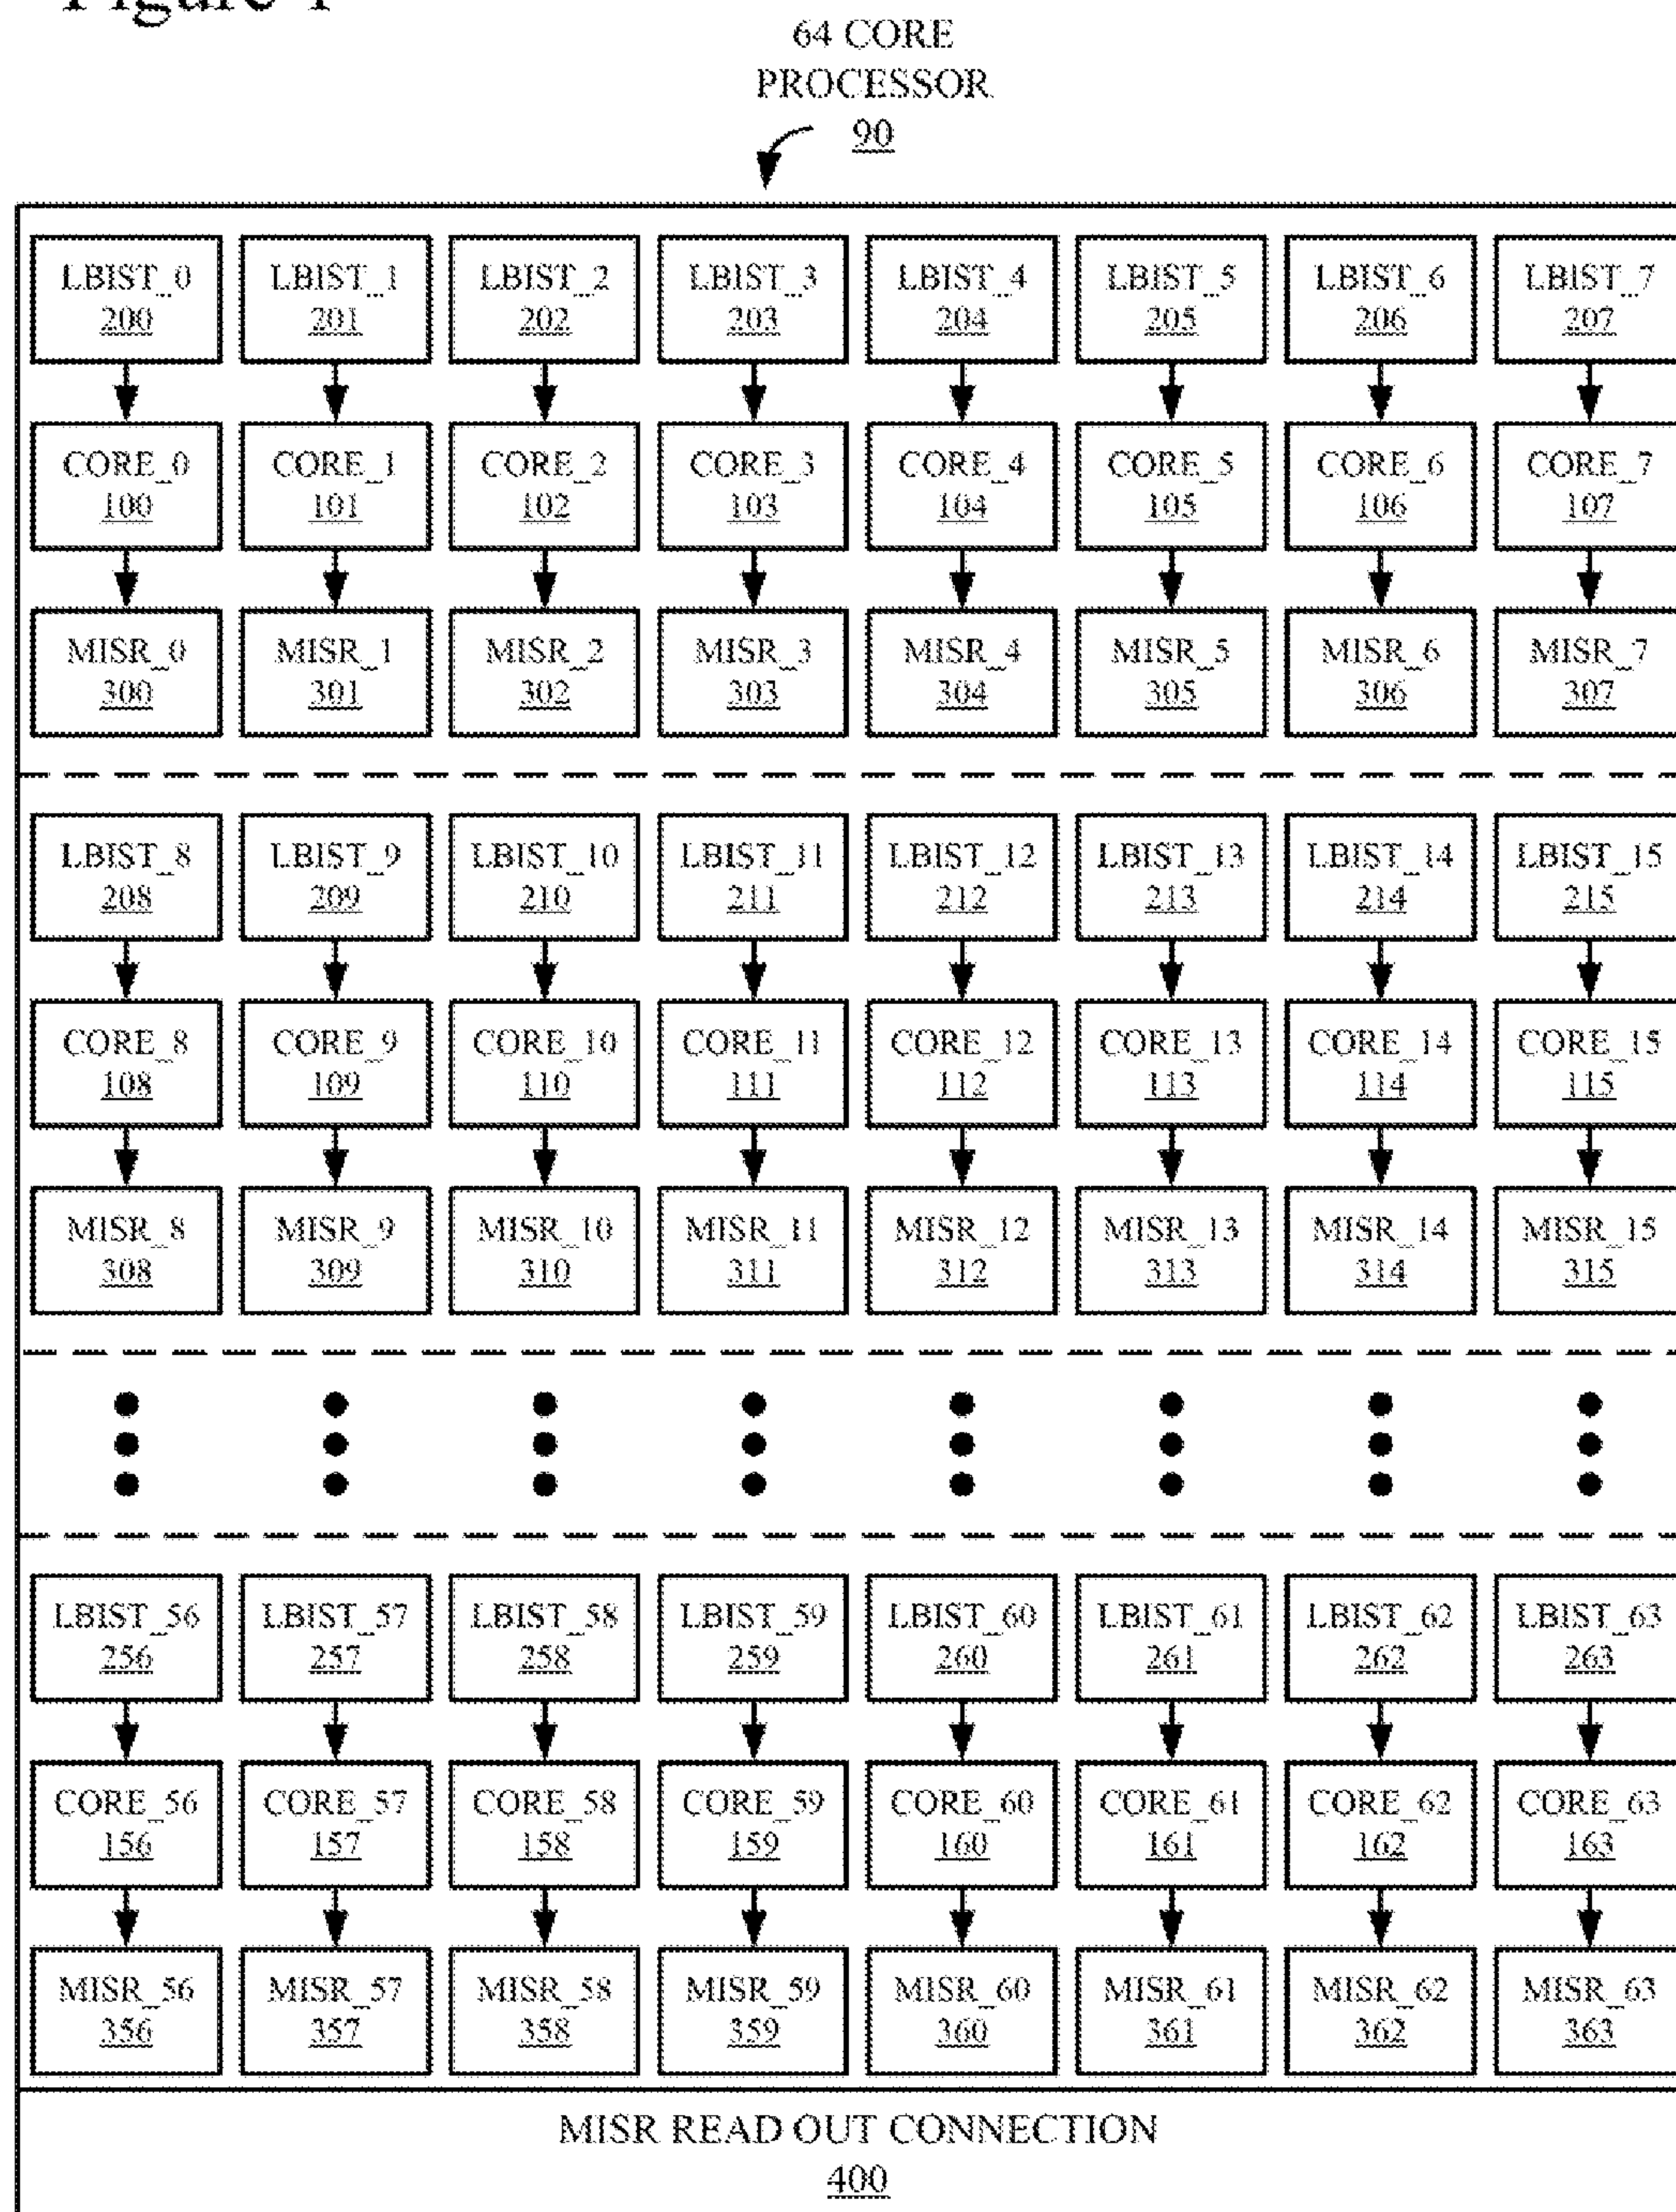 Figure 1
64 CORE
PROCESSOR
90
LBIST_0 LBIST_1 LBIST_2 LBIST_3 LBIST_4 LBIST_5 LBIST_6 LBIST_7
200 201 202 203 204 205 206 207
CORE_0 CORE_1 CORE_2 CORE_3 CORE_4 CORE_5 CORE_6 CORE_7
100 101 102 103 104 105 106 107
MISR_0 MISR_1 MISR_2 MISR_3 MISR_4 MISR_5 MISR_6 MISR_7
300 301 302 303 304 305 306 307
LBIST_8 LBIST_9 LBIST_10 LBIST_11 LBIST_12 LBIST_13 LBIST_14 LBIST_15
208 209 210 211 212 213 214 215
CORE_8 CORE_9 CORE_10 CORE_11 CORE_12 CORE_13 CORE_14 CORE_15
108 109 110 111 112 113 114 115
MISR_8 MISR_9 MISR_10 MISR_11 MISR_12 MISR_13 MISR_14 MISR_15
308 309 310 311 312 313 314 315
LBIST_56 LBIST_57 LBIST_58 LBIST_59 LBIST_60 LBIST_61 LBIST_62 LBIST_63
256 257 258 259 260 261 262 263
CORE_56 CORE_57 CORE_58 CORE_59 CORE_60 CORE_61 CORE_62 CORE_63
156 157 158 159 160 161 162 163
MISR_56 MISR_57 MISR_58 MISR_59 MISR_60 MISR_61 MISR_62 MISR_63
356 357 358 359 360 361 362 363
MISR READ OUT CONNECTION
400